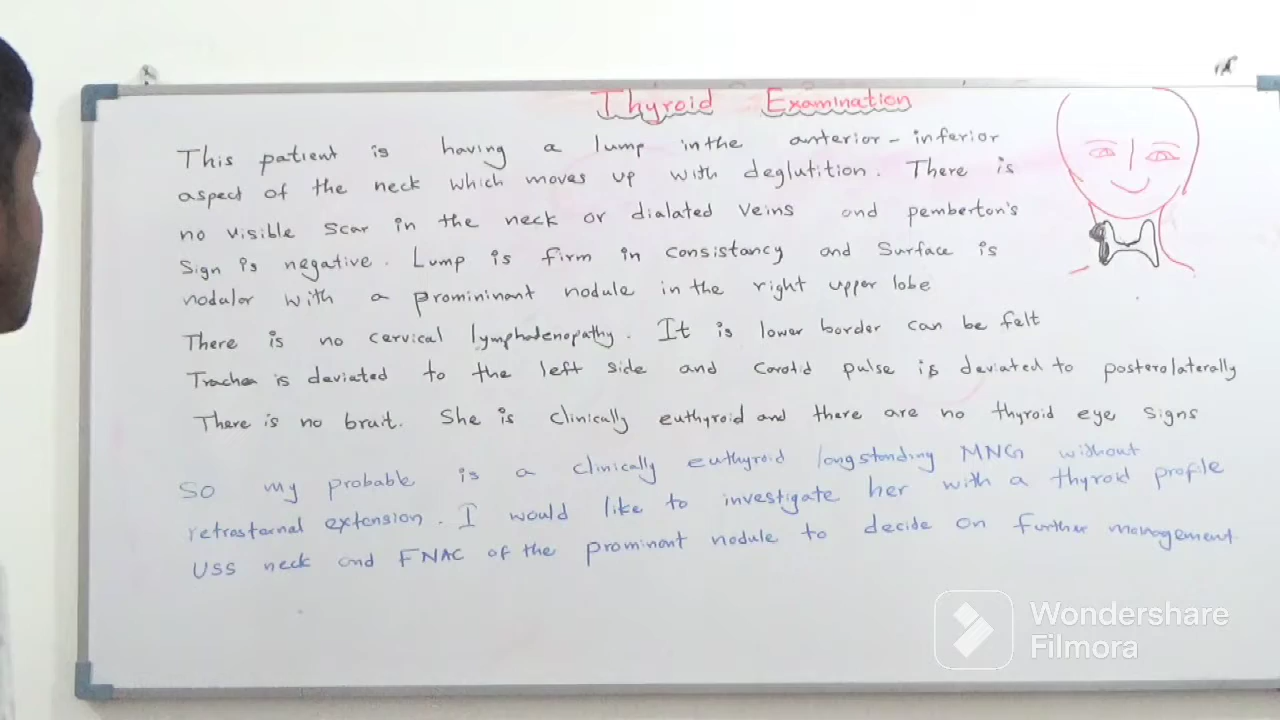 Thyroid Examination
This patient is having a lump inthe anterior - inferior
aspect of the neck which moves up with deglutition. There is
no visible scar in the neck or dialated veins and pemberton's
Sign is negative. Lump is firm in consistancy and Surface is
nodular with a promininant nodule in the right upper lobe
There is no cervical lymphadenopathy. It is lower border can be felt
Trachea is deviated to the left side and carotid pulse is deviated to posterolaterally
There is no bruit. She is clinically euthyroid and there are no thyroid eye signs
So my probable is a clinically euthyroid longstanding MNG without
retrosternal extension. I would like to investigate her with a thyroid profile
USS neck and FNAC of the prominant nodule to decide on further management
Wondershare
Filmora